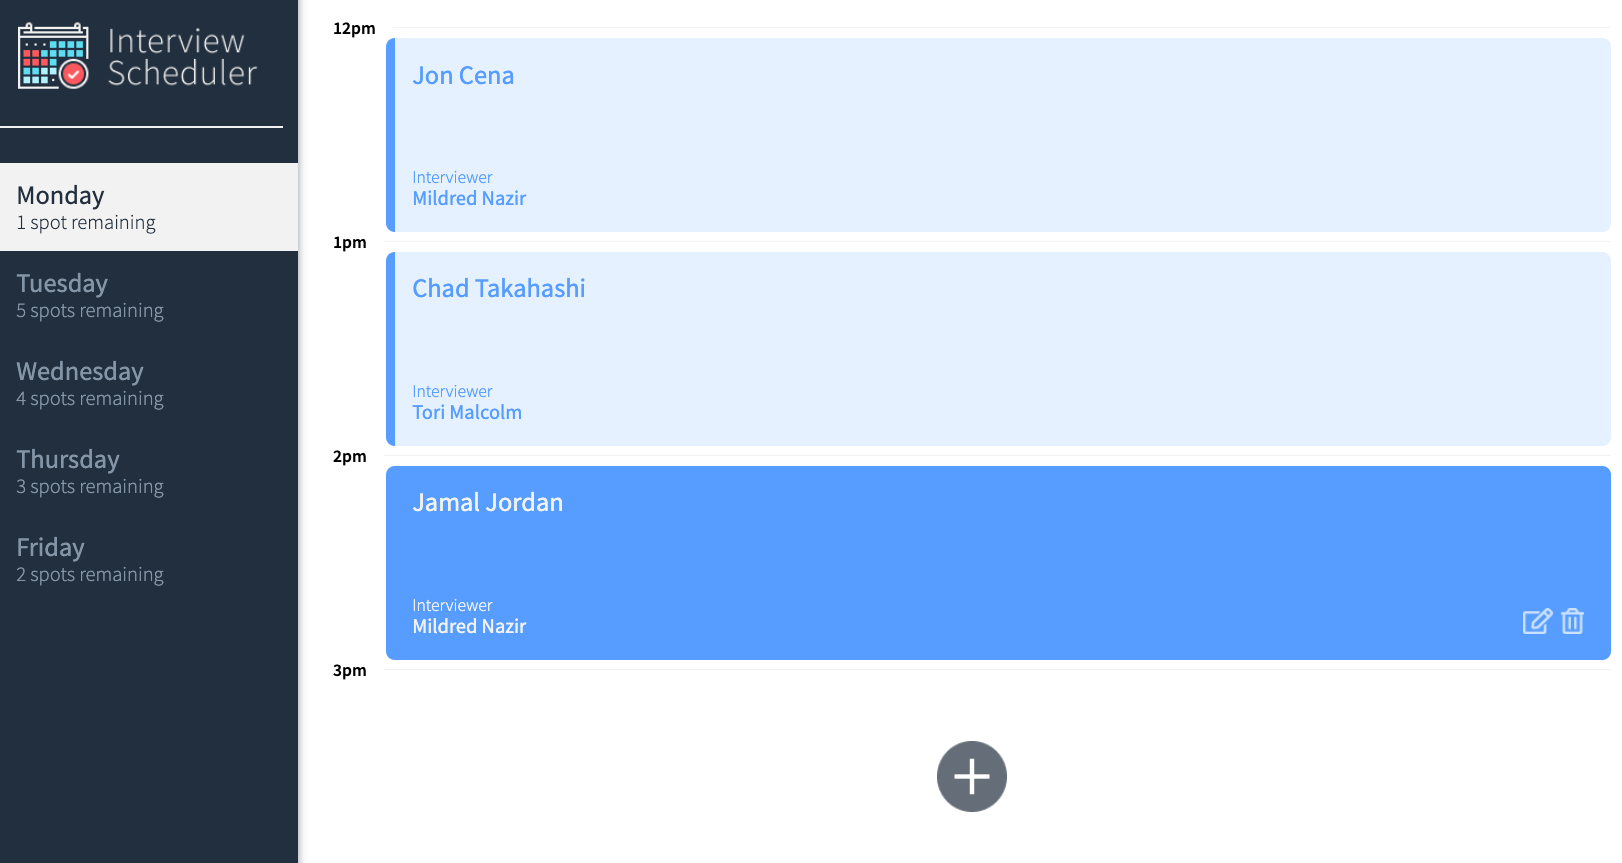 Interview
Scheduler
Monday
1 spot remaining
Tuesday
5 spots remaining
Wednesday
4 spots remaining
Thursday
3 spots remaining
Friday
2 spots remaining
12pm
Jon Cena
Interviewer
Mildred Nazir
1pm
Chad Takahashi
Interviewer
Tori Malcolm
2pm
Jamal Jordan
Interviewer
Mildred Nazir
3pm